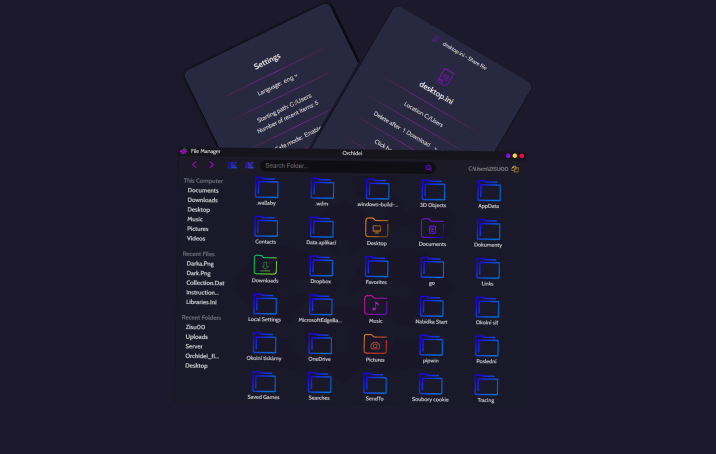 Settings
Language: eng
Starting path: C:/Users
Number of recent items: 5
Safe mode:
desktop.ini - Share file
desktop.ini
Location: C:/Users
Delete after: 1 Download
File Manager
Orchidei
Search Folder...
C:\Users\ZISU00
This Computer
Documents
Downloads
Desktop
Music
Pictures
Videos
Recent Files
Darkia.Png
Dark.Png
Collection.Dat
Instruction...
Libraries.Ini
Recent Folders
Zisu00
Uploads
Server
Orchidei_fi...
Desktop
.wallaby
.wdm
.windows-build-...
3D Objects
AppData
Contacts
Data aplikací
Desktop
Documents
Dokumenty
Downloads
Dropbox
Favorites
go
Links
Local Settings
MicrosoftEdgeBa...
Music
Nabídka Start
Okolní síť
Okolní tiskárny
OneDrive
Pictures
pipwin
Poslední
Saved Games
Searches
SendTo
Soubory cookie
Tracing